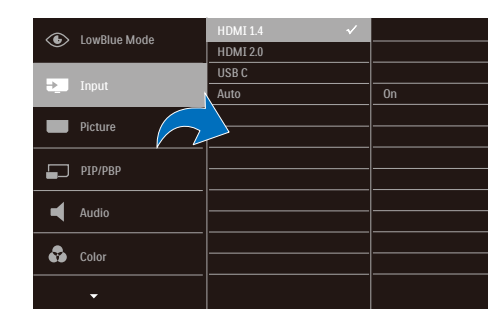 LowBlue Mode
Input
Picture
PIP/PBP
Audio
Color
HDMI 1.4
HDMI 2.0
USB C
Auto
On